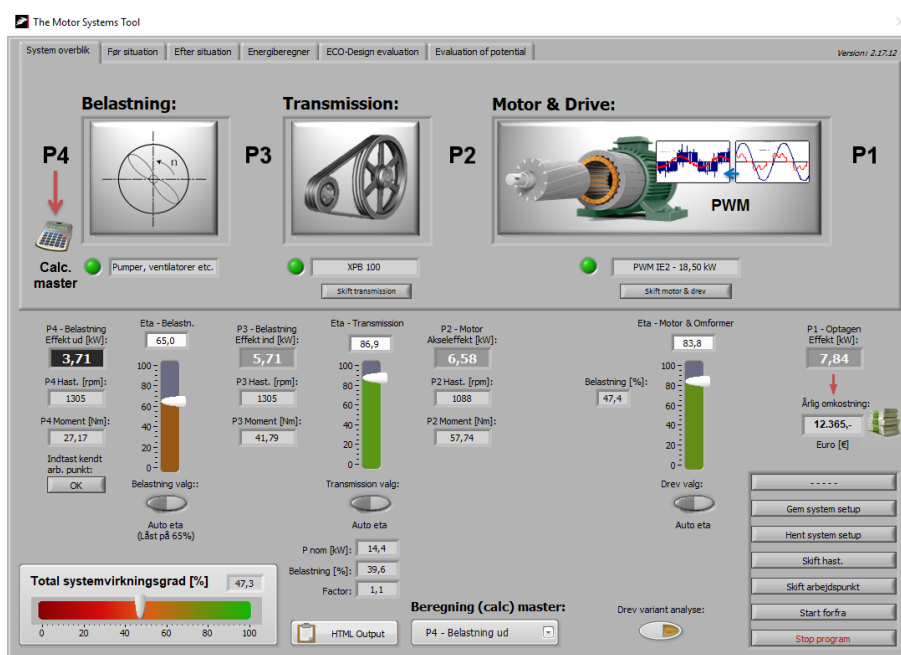 The Motor Systems Tool
System overblik
Før situation
Efter situation
Energiberegner
ECO-Design evaluation
Evaluation of potential
Version: 2.17.12
Belastning:
Transmission:
Motor & Drive:
P4
n
P3
P2
PWM
P1
Calc.
master
Pumper, ventilatorer etc.
XPB 100
PWM IE2 - 18,50 kW
Skift transmission
Skift motor & drev
P4 - Belastning
Effekt ud [kW]:
3,71
P4 Hast. [rpm]:
1305
P4 Moment [Nm]:
27,17
Indtast kendt
arb. punkt:
OK
Eta - Belastn.
65,0
100
80
60
40
20
0
Belastning valg::
Auto eta
(Låst på 65%)
P3 - Belastning
Effekt ind [kW]:
5,71
P3 Hast. [rpm]:
1305
P3 Moment [Nm]:
41,79
Eta - Transmission
86,9
100
80
60
40
20
0
Transmission valg:
Auto eta
P nom [kW]:
14,4
Belastning [%]:
39,6
Factor:
1,1
P2 - Motor
Akseleffekt [kW]:
6,58
P2 Hast. [rpm]:
1088
P2 Moment [Nm]:
57,74
Eta - Motor & Omformer
83,8
Belastning [%]:
47,4
100
80
60
40
20
0
Drev valg:
Auto eta
P1 - Optagen
Effekt [kW]:
7,84
Årlig omkostning:
12.365,-
Euro [€]
- - - - -
Gem system setup
Hent system setup
Skift hast.
Skift arbejdspunkt
Start forfra
Stop program
Total systemvirkningsgrad [%]
47,3
0 20 40 60 80 100
HTML Output
Beregning (calc) master:
P4 - Belastning ud
Drev variant analyse: